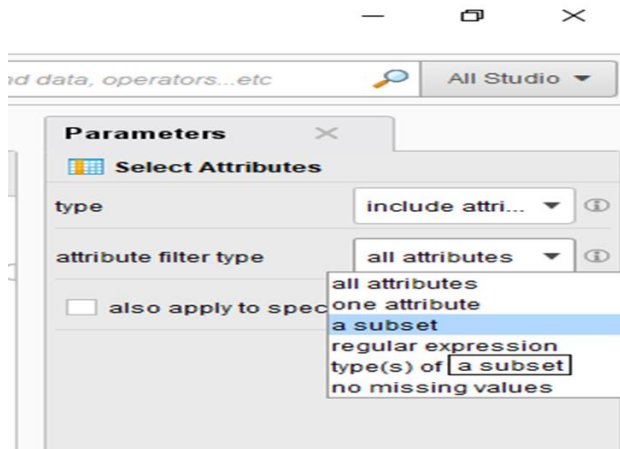 nd data, operators...etc
All Studio
Parameters
Select Attributes
type
include attri...
attribute filter type
all attributes
also apply to spec
all attributes
one attribute
a subset
regular expression
type(s) of
a subset
no missing values